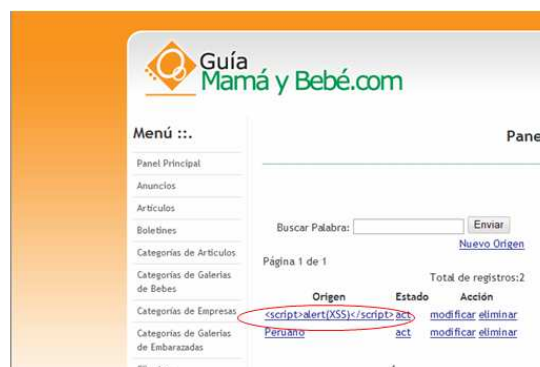 Guía
Mamá y Bebé.com
Menú ::.
Pane
Panel Principal
Anuncios
Artículos
Boletines
Categorías de Artículos
Categorías de Galerías
de Bebes
Categorías de Empresas
Categorías de Galerías
de Embarazadas
Buscar Palabra: Enviar
Nuevo Origen
Página 1 de 1
Total de registros:2
Origen Estado Acción
<script>alert(XSS)</script> act modificar eliminar
Peruano act modificar eliminar